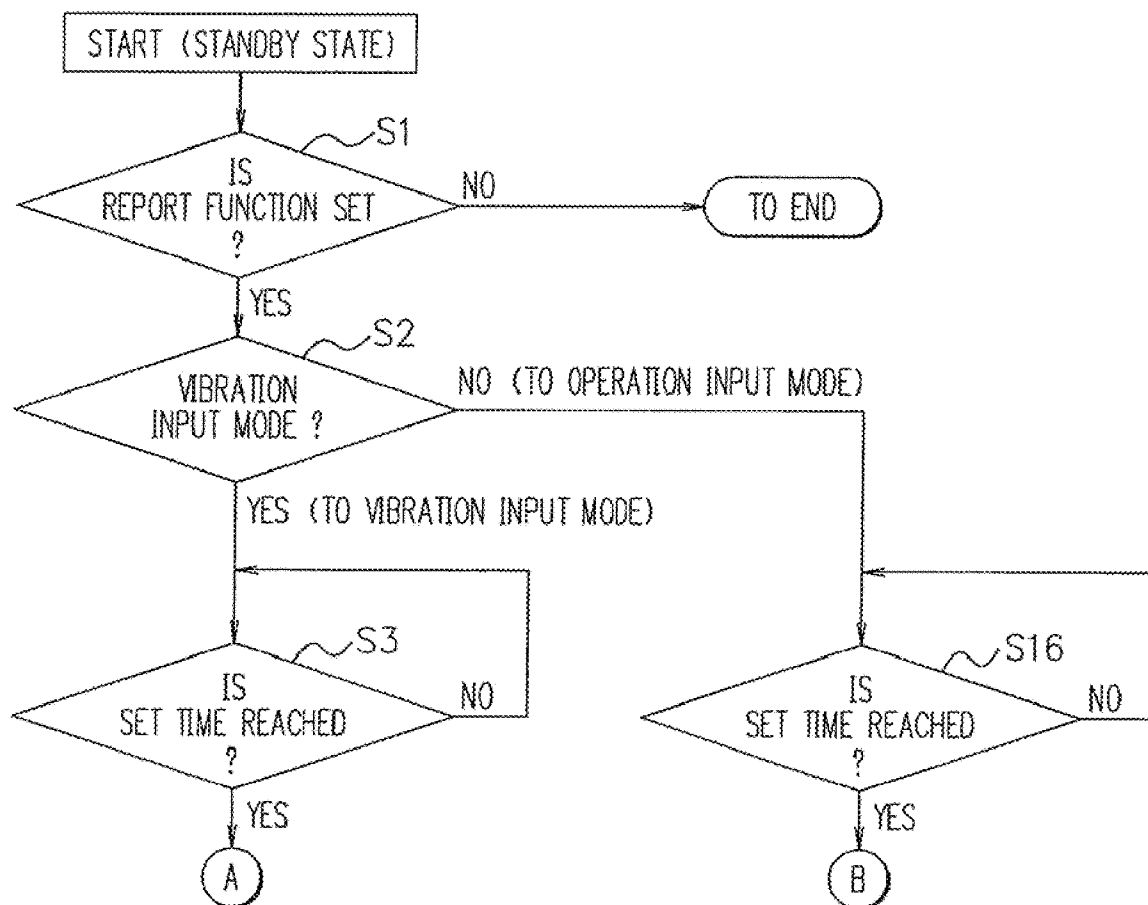 START (STANDBY STATE)
S1
IS
REPORT FUNCTION SET
?
NO
TO END
YES
S2
VIBRATION
INPUT MODE ?
NO (TO OPERATION INPUT MODE)
YES (TO VIBRATION INPUT MODE)
S3
IS
SET TIME REACHED
?
NO
YES
A
S16
IS
SET TIME REACHED
?
NO
YES
B